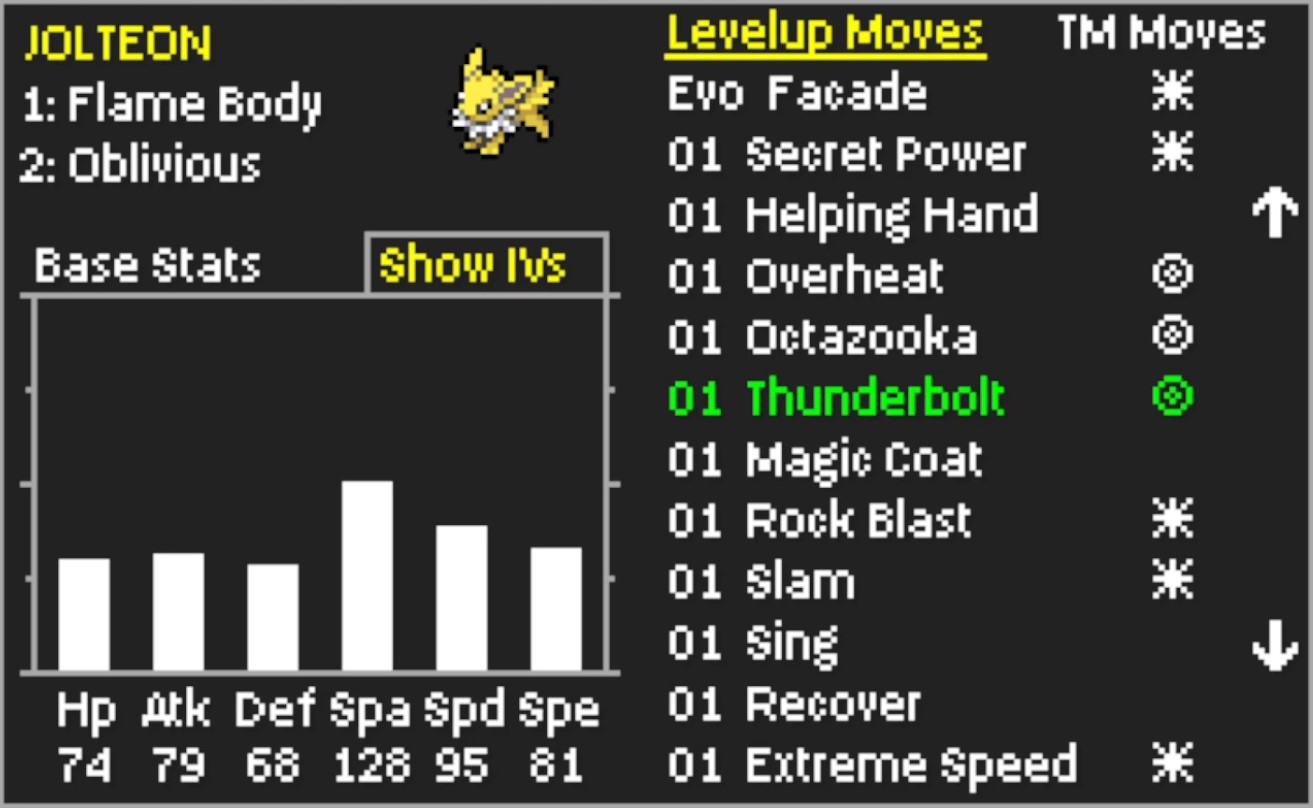 JOLTEON
1: Flame Body
2: Oblivious
Base Stats
Show IVs
Hp Atk Def Spa Spd Spe
74 79 68 128 95 81
Levelup Moves
TM Moves
Evo Facade
01 Secret Power
01 Helping Hand
01 Overheat
01 Octazooka
01 Thunderbolt
01 Magic Coat
01 Rock Blast
01 Slam
01 Sing
01 Recover
01 Extreme Speed